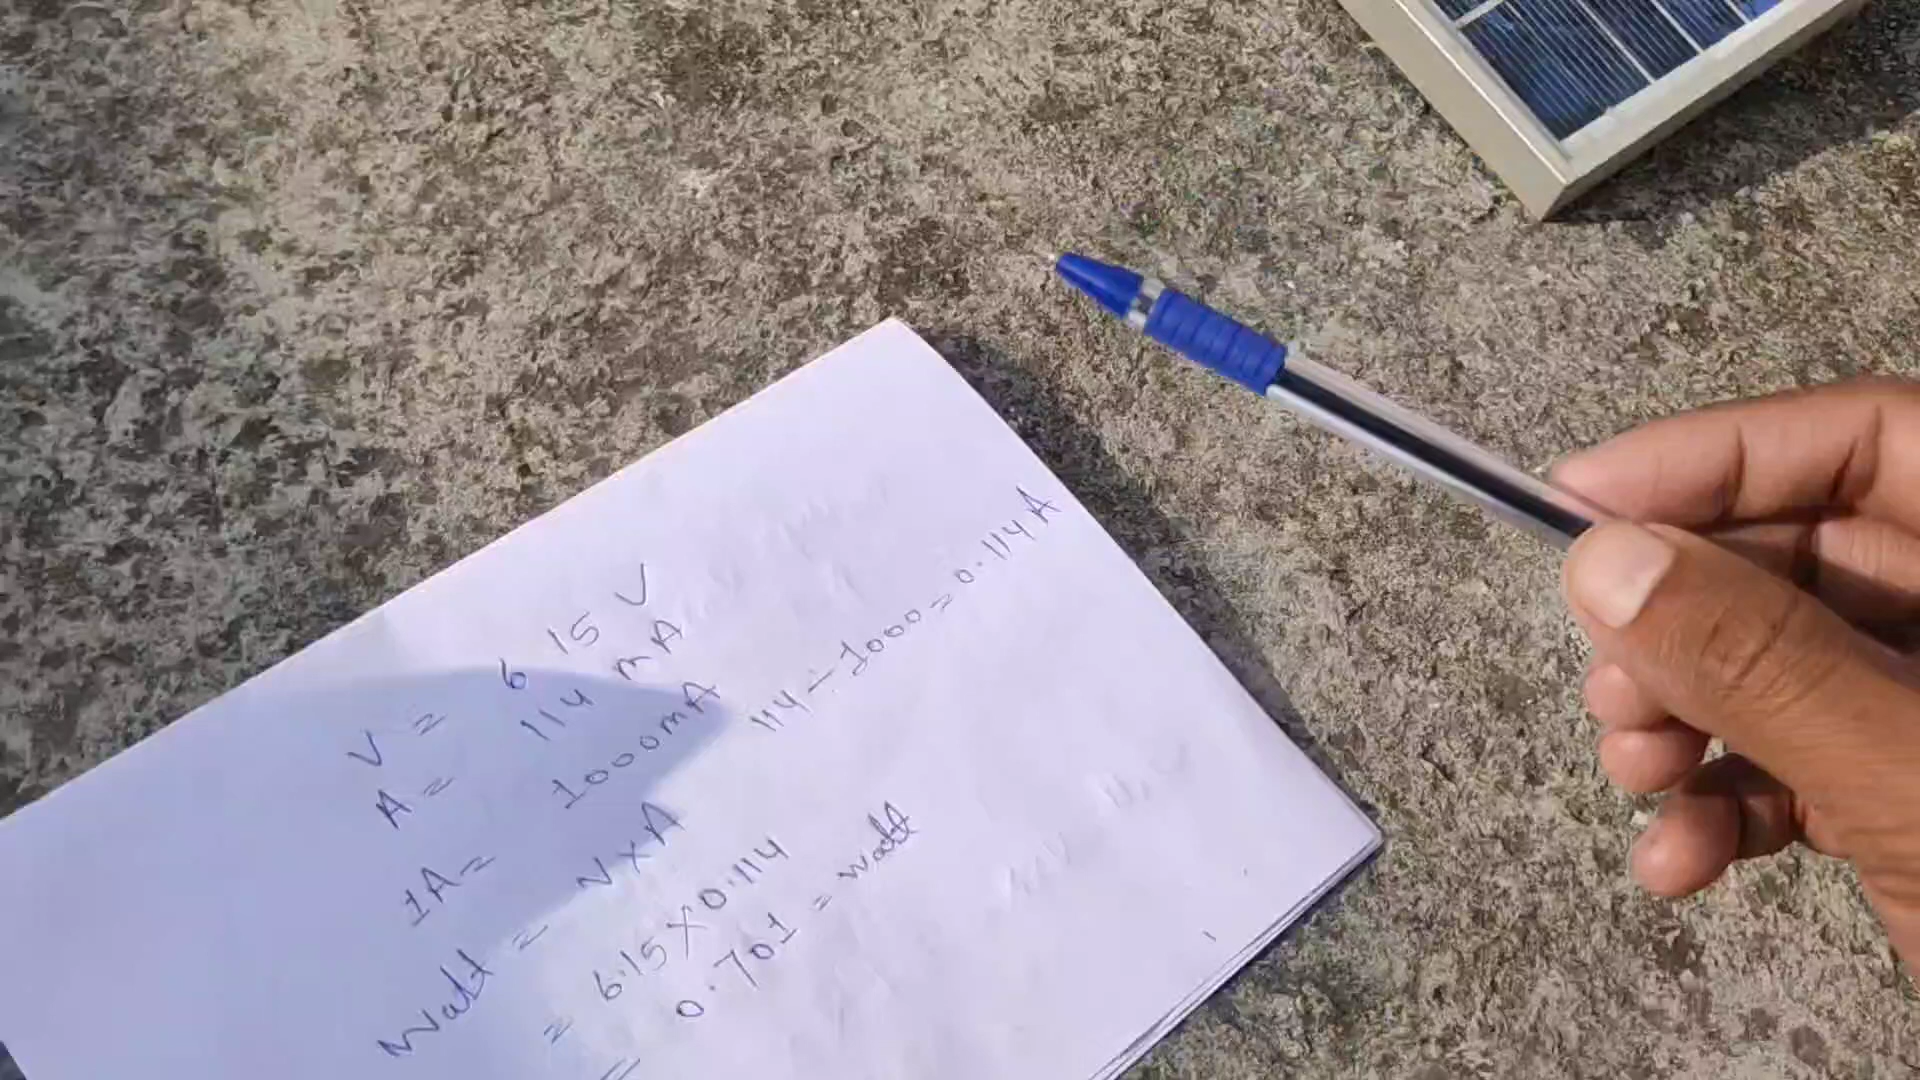 V = 6 15 V
A = 114 mA
1A = 1000mA 114 ÷ 1000 = 0.114 A
Watt = V × A
= 6.15 × 0.114
= 0.701 = watt